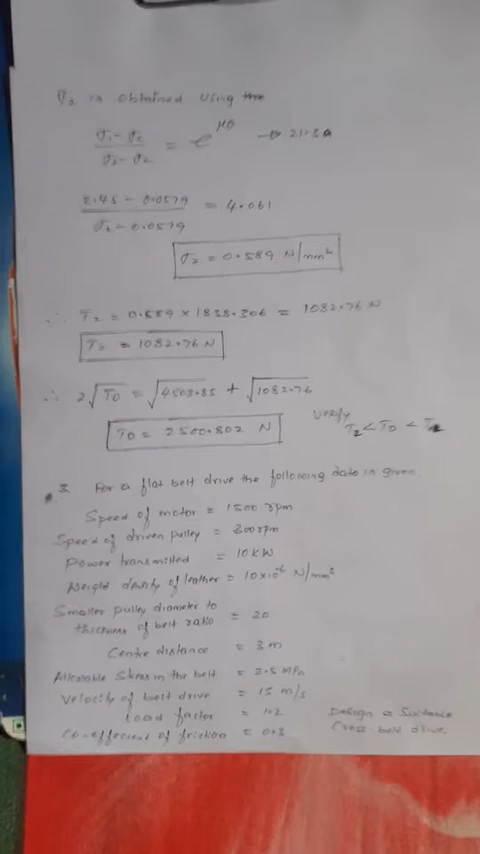 σ₂ is obtained using
(σ₁ - σc) / (σ₂ - σc) = e^μθ → 21.3a
(2.45 - 0.0579) / (σ₂ - 0.0579) = 4.061
σ₂ = 0.589 N/mm²
∴ T₂ = 0.589 × 1838.306 = 1082.76 N
T₂ = 1082.76 N
∴ 2√T0 = √4503.85 + √1082.76
T0 = 2500.802 N
Verify
T₂ < T0 < T₁
3. For a flat belt drive the following data is given
Speed of motor = 1500 rpm
Speed of driven pulley = 300 rpm
Power transmitted = 10 KW
Weight density of leather = 10×10⁻⁶ N/mm³
Smaller pulley diameter to
thickness of belt ratio = 20
Centre distance = 3 m
Allowable stress in the belt = 2.5 MPa
Velocity of belt drive = 15 m/s
Load factor = 1.2
Co-efficient of friction = 0.3
Design a Suitable
Cross belt drive.